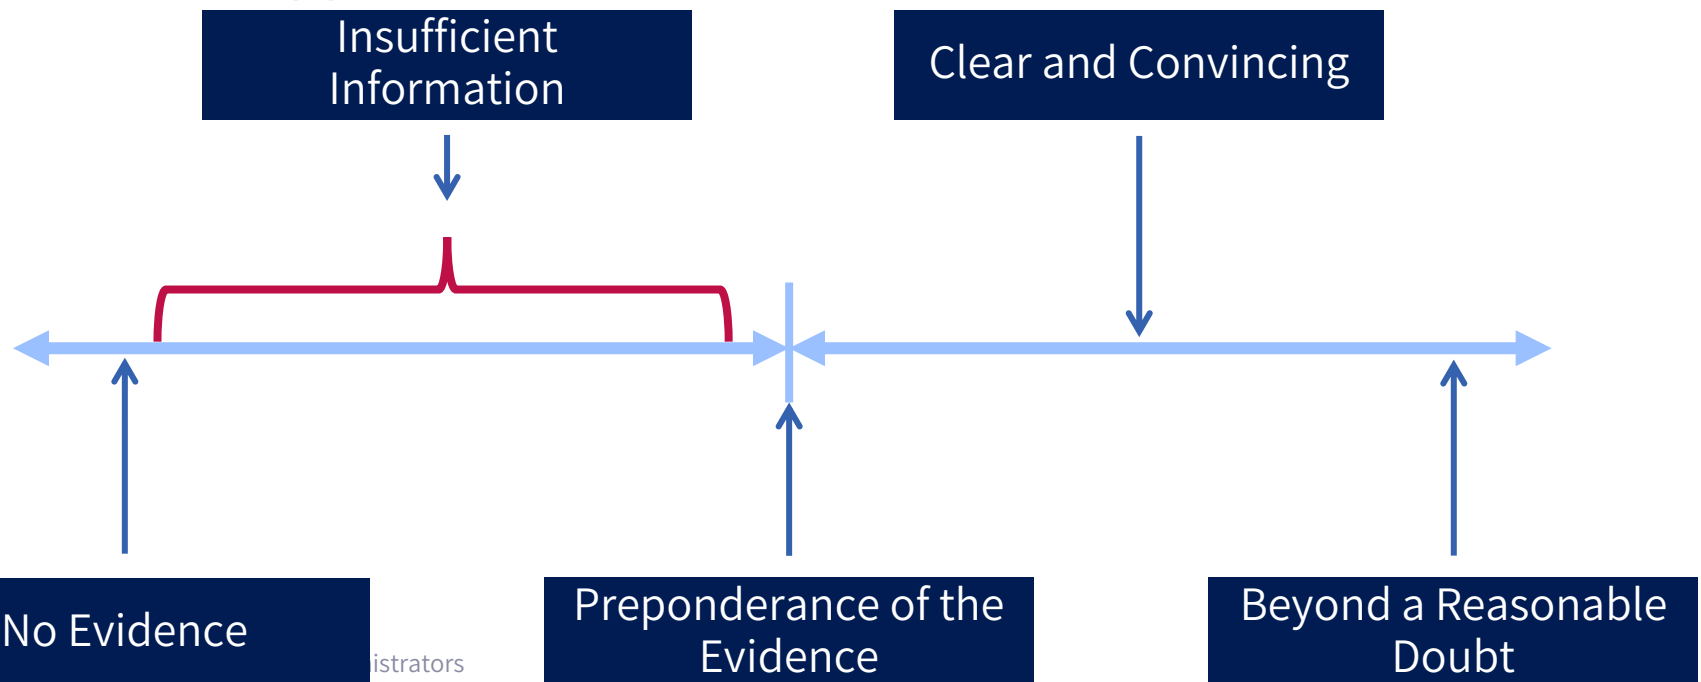 Insufficient
Information
Clear and Convincing
No Evidence
Preponderance of the
Evidence
Beyond a Reasonable
Doubt
istrators